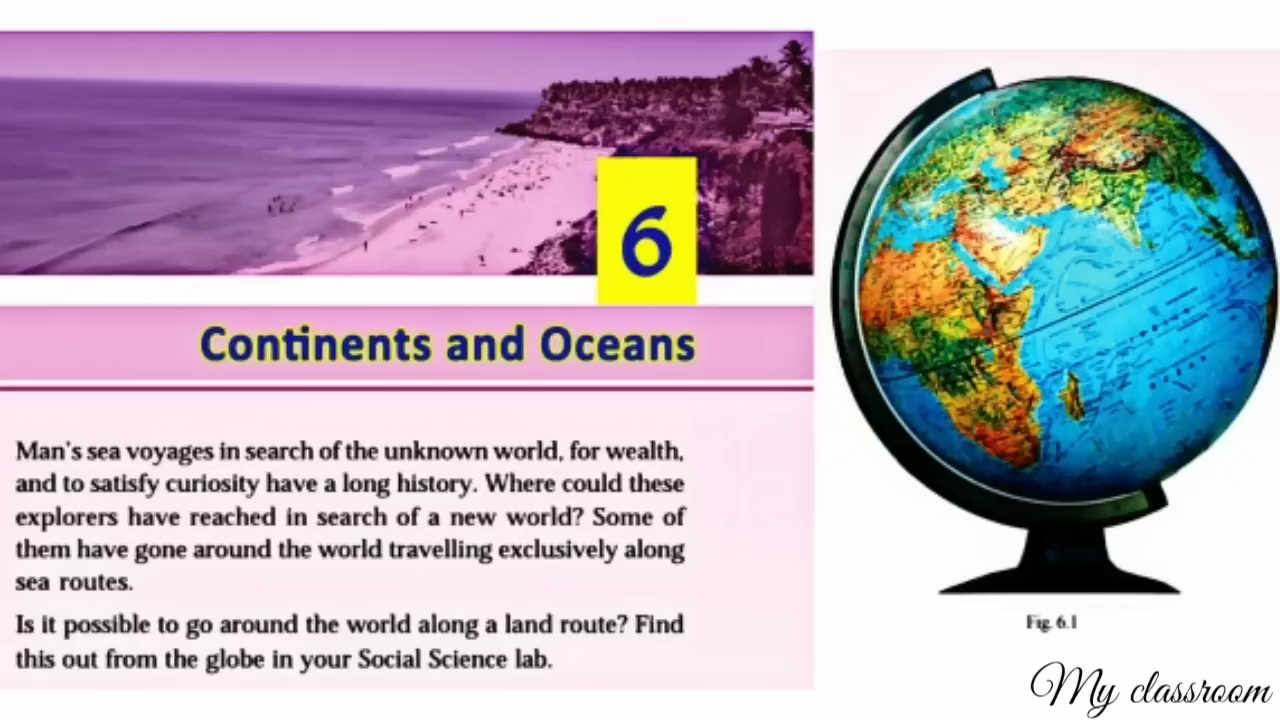 6
Continents and Oceans
Man's sea voyages in search of the unknown world, for wealth,
and to satisfy curiosity have a long history. Where could these
explorers have reached in search of a new world? Some of
them have gone around the world travelling exclusively along
sea routes.
Is it possible to go around the world along a land route? Find
this out from the globe in your Social Science lab.
Fig. 6.1
My classroom